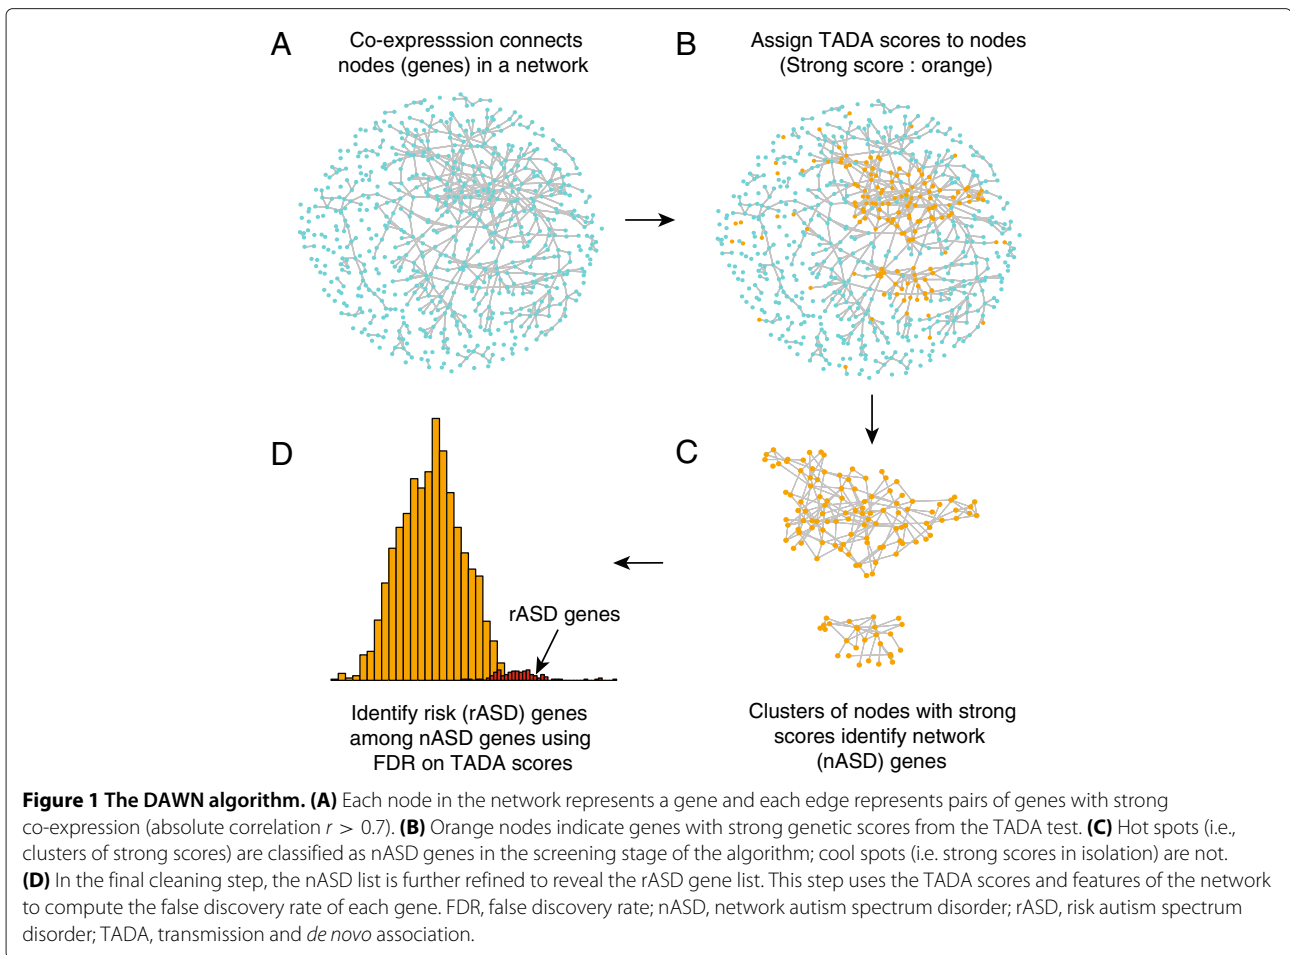 A
Co-expresssion connects
nodes (genes) in a network
B
Assign TADA scores to nodes
(Strong score : orange)
D
rASD genes
Identify risk (rASD) genes
among nASD genes using
FDR on TADA scores
C
Clusters of nodes with strong
scores identify network
(nASD) genes
Figure 1 The DAWN algorithm. (A) Each node in the network represents a gene and each edge represents pairs of genes with strong
co-expression (absolute correlation r > 0.7). (B) Orange nodes indicate genes with strong genetic scores from the TADA test. (C) Hot spots (i.e.,
clusters of strong scores) are classified as nASD genes in the screening stage of the algorithm; cool spots (i.e. strong scores in isolation) are not.
(D) In the final cleaning step, the nASD list is further refined to reveal the rASD gene list. This step uses the TADA scores and features of the network
to compute the false discovery rate of each gene. FDR, false discovery rate; nASD, network autism spectrum disorder; rASD, risk autism spectrum
disorder; TADA, transmission and de novo association.